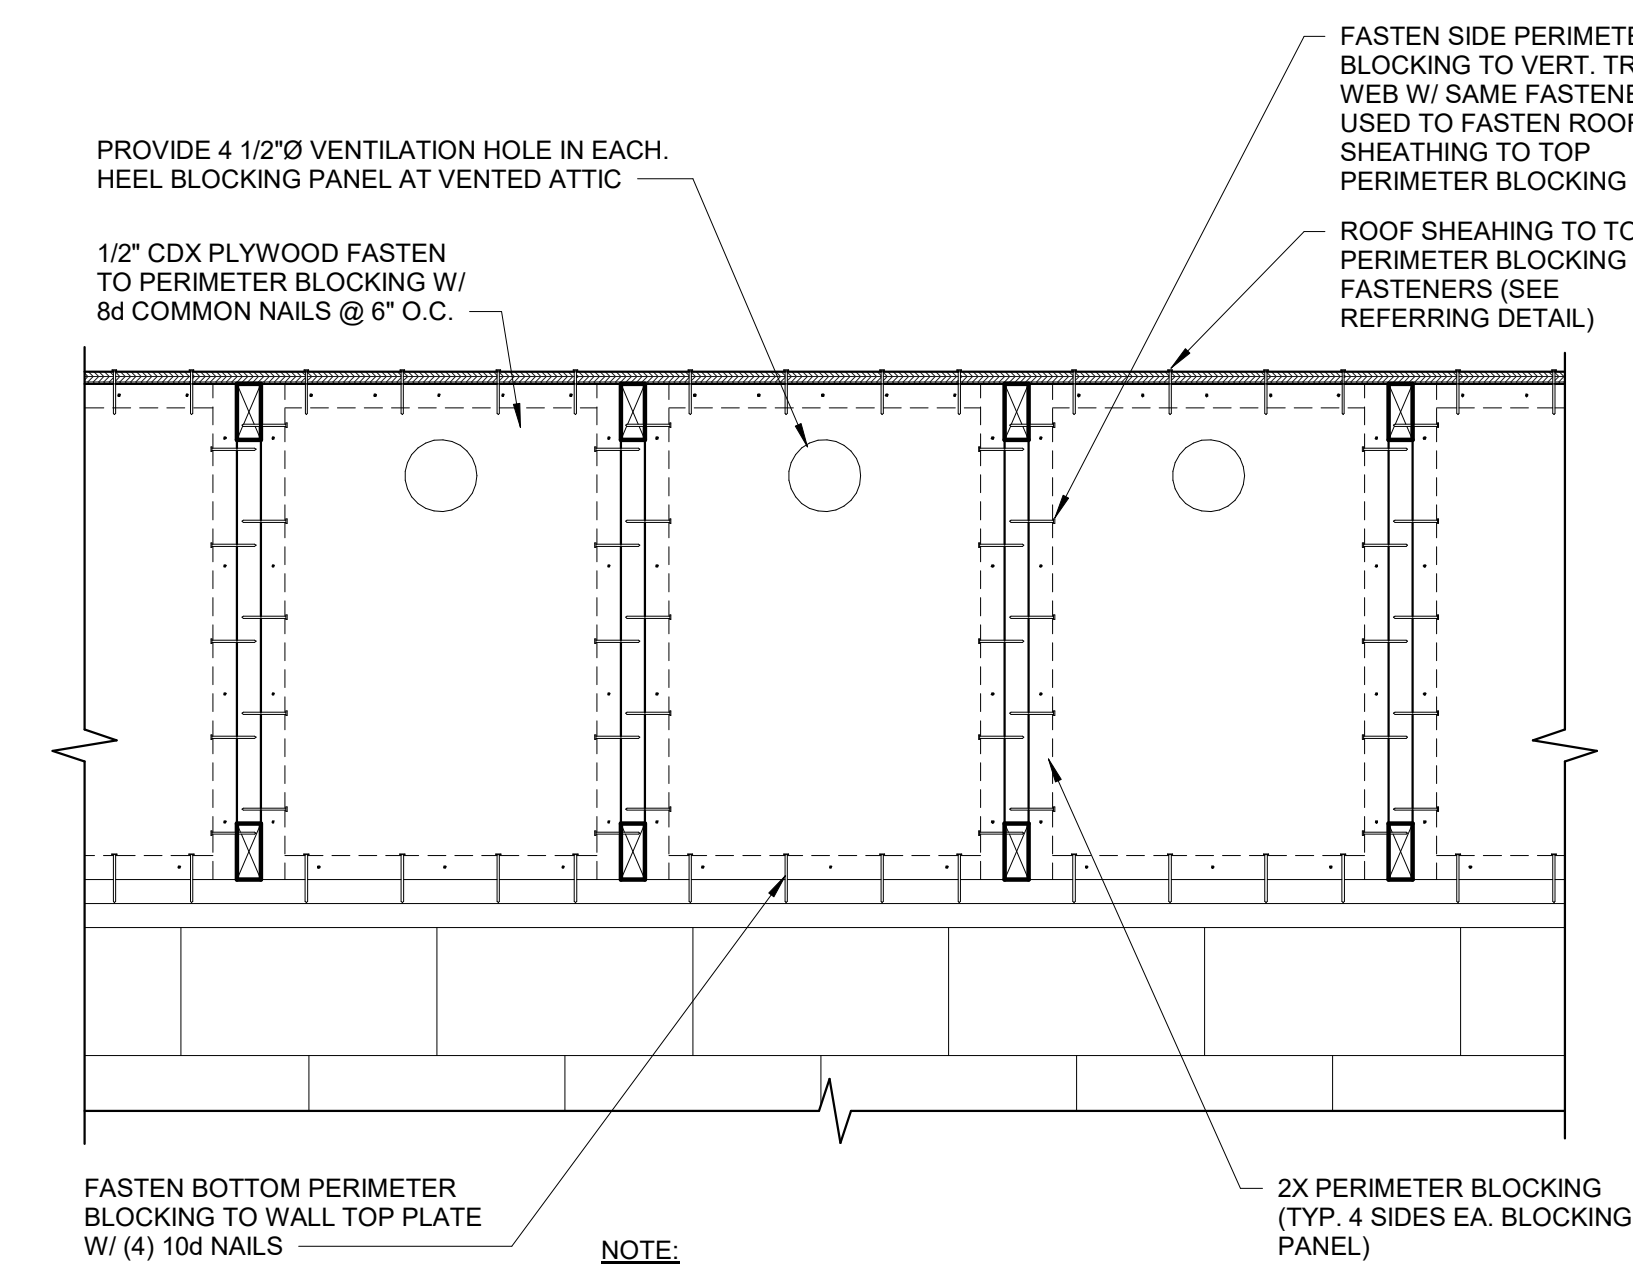 FASTEN SIDE PERIMETE
BLOCKING TO VERT. TR
WEB W/ SAME FASTENE
USED TO FASTEN ROOF
SHEATHING TO TOP
PERIMETER BLOCKING
PROVIDE 4 1/2"Ø VENTILATION HOLE IN EACH.
HEEL BLOCKING PANEL AT VENTED ATTIC
ROOF SHEAHING TO TO
PERIMETER BLOCKING
FASTENERS (SEE
REFERRING DETAIL)
1/2" CDX PLYWOOD FASTEN
TO PERIMETER BLOCKING W/
8d COMMON NAILS @ 6" O.C.
FASTEN BOTTOM PERIMETER
BLOCKING TO WALL TOP PLATE
W/ (4) 10d NAILS
NOTE:
2X PERIMETER BLOCKING
(TYP. 4 SIDES EA. BLOCKING
PANEL)